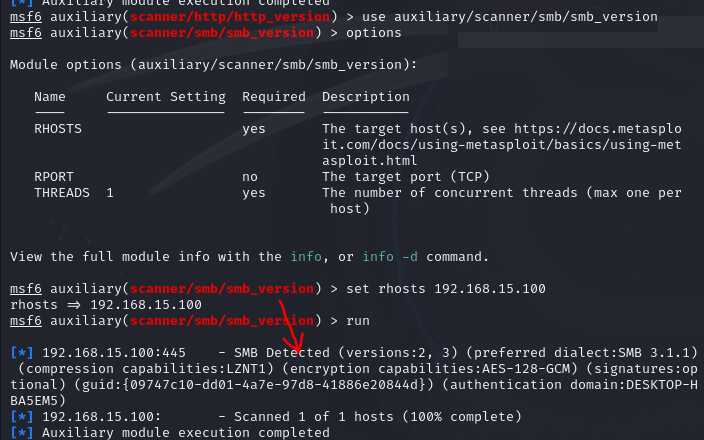 [*] Auxiliary module execution completed
msf6 auxiliary(scanner/http/http_version) > use auxiliary/scanner/smb/smb_version
msf6 auxiliary(scanner/smb/smb_version) > options
Module options (auxiliary/scanner/smb/smb_version):
Name     Current Setting  Required  Description
RHOSTS                    yes       The target host(s), see https://docs.metasplo
it.com/docs/using-metasploit/basics/using-met
asploit.html
RPORT                     no        The target port (TCP)
THREADS  1                yes       The number of concurrent threads (max one per
host)
View the full module info with the info, or info -d command.
msf6 auxiliary(scanner/smb/smb_version) > set rhosts 192.168.15.100
rhosts => 192.168.15.100
msf6 auxiliary(scanner/smb/smb_version) > run
[*] 192.168.15.100:445    - SMB Detected (versions:2, 3) (preferred dialect:SMB 3.1.1)
(compression capabilities:LZNT1) (encryption capabilities:AES-128-GCM) (signatures:op
tional) (guid:{09747c10-dd01-4a7e-97d8-41886e20844d}) (authentication domain:DESKTOP-H
BA5EM5)
[*] 192.168.15.100:       - Scanned 1 of 1 hosts (100% complete)
[*] Auxiliary module execution completed